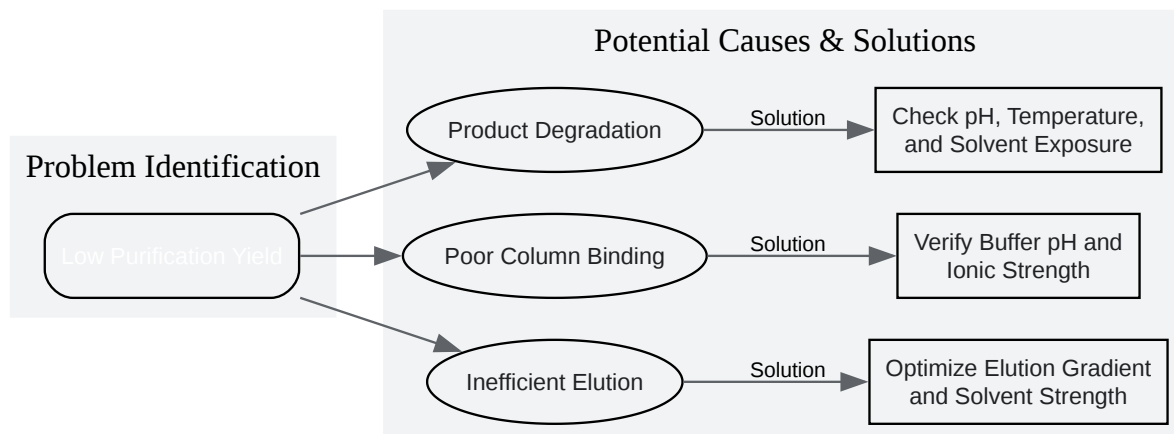 Potential Causes & Solutions
Problem Identification
Low Purification Yield
Product Degradation
Solution
Check pH, Temperature,
and Solvent Exposure
Poor Column Binding
Solution
Verify Buffer pH and
Ionic Strength
Inefficient Elution
Solution
Optimize Elution Gradient
and Solvent Strength